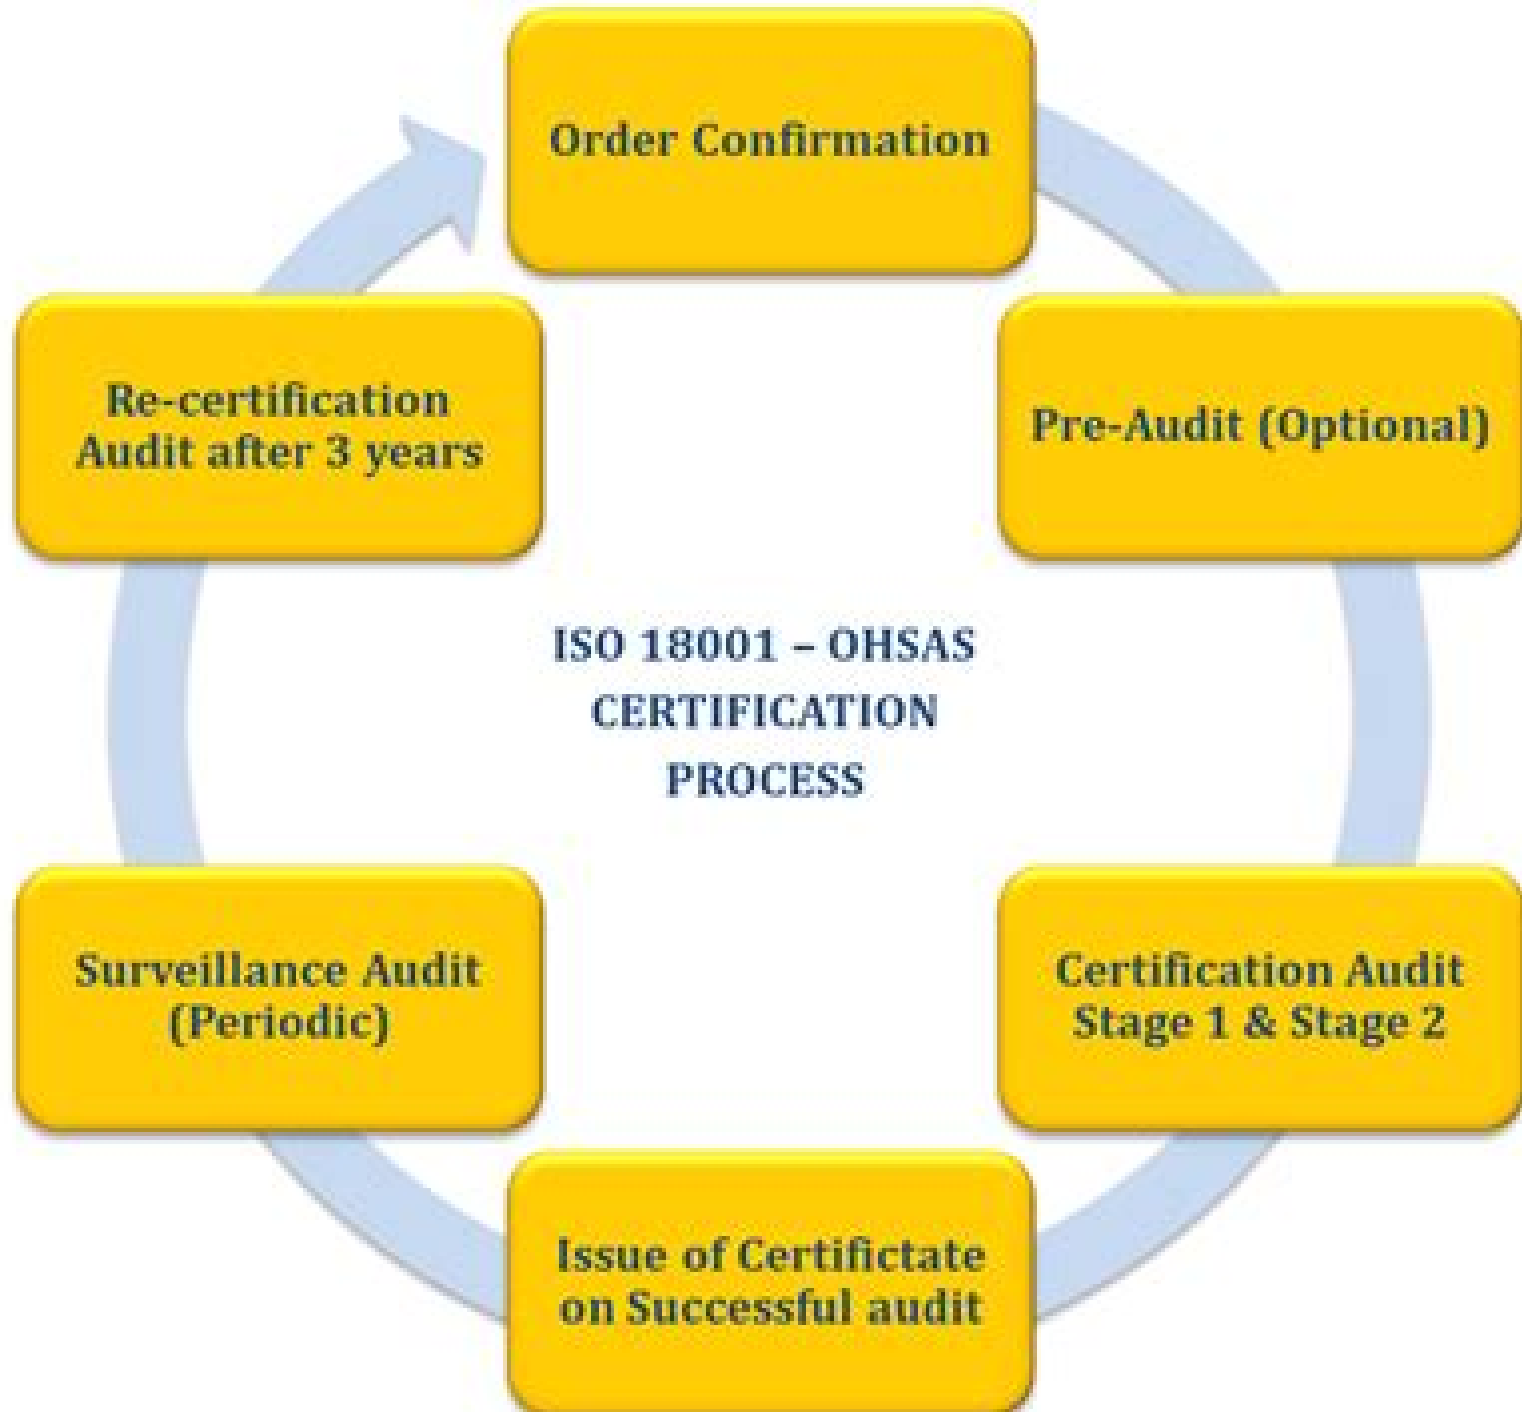 Order Confirmation
Pre-Audit (Optional)
Certification Audit
Stage 1 & Stage 2
Issue of Certifictate
on Successful audit
Surveillance Audit
(Periodic)
Re-certification
Audit after 3 years
ISO 18001 – OHSAS
CERTIFICATION
PROCESS